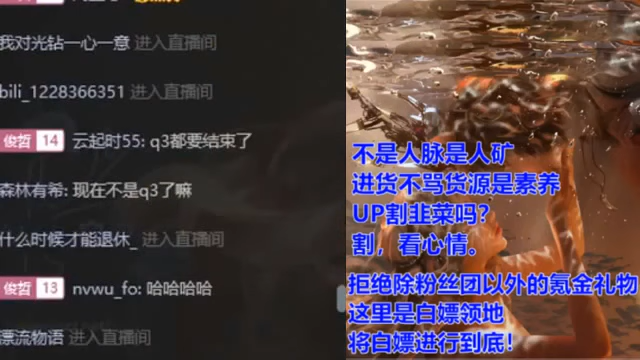 我对光钻一心一意 进入直播间
bili_1228366351 进入直播间
俊哲 14 云起时55: q3都要结束了
森林有希: 现在不是q3了嘛
什么时候才能退休_ 进入直播间
俊哲 13 nvwu_fo: 哈哈哈哈
漂流物语 进入直播间
不是人脉是人矿
进货不骂货源是素养
UP割韭菜吗?
割，看心情。
拒绝除粉丝团以外的氪金礼物
这里是白嫖领地
将白嫖进行到底!